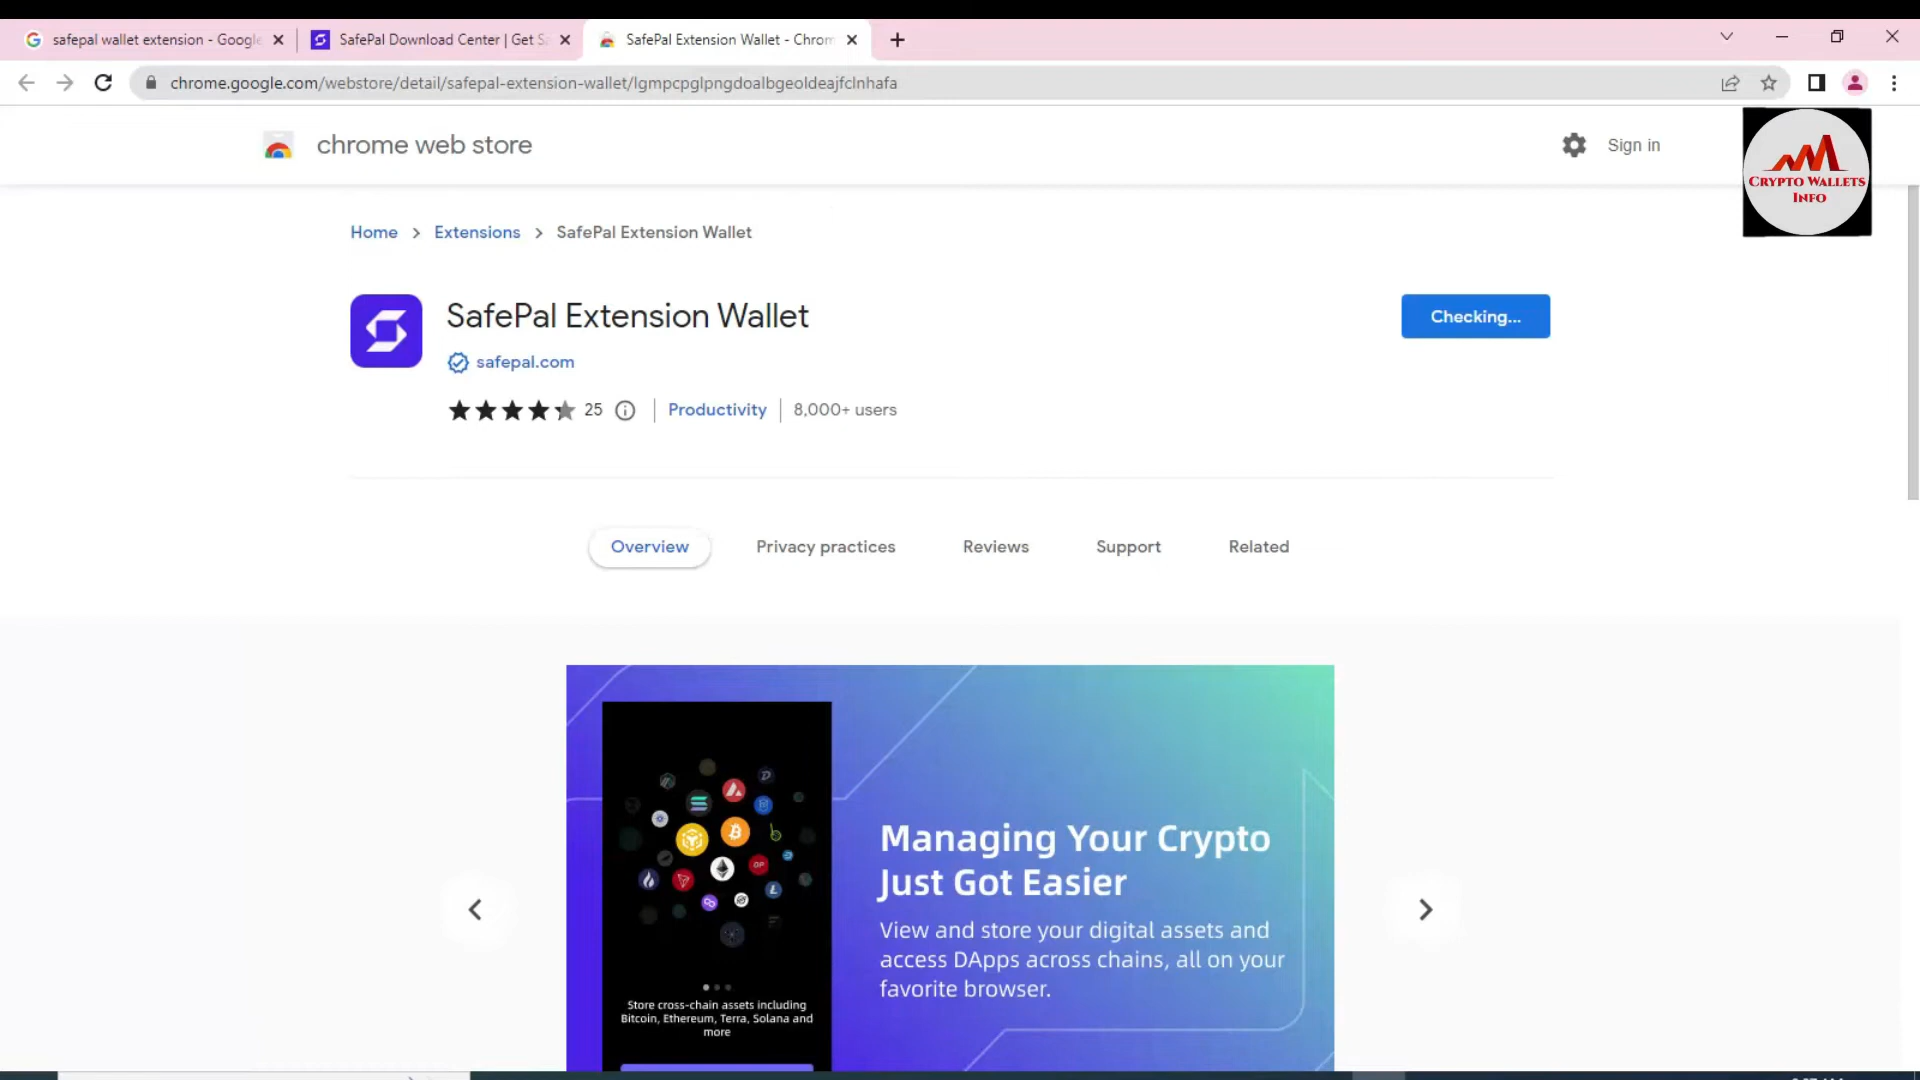 safepal wallet extension - Google
SafePal Download Center | Get S
SafePal Extension Wallet - Chrom
chrome.google.com/webstore/detail/safepal-extension-wallet/lgmpcpglpngdoalbgeoldeajfclnhafa
chrome web store
Sign in
CRYPTO WALLETS
INFO
Home > Extensions > SafePal Extension Wallet
SafePal Extension Wallet
Checking...
safepal.com
25
Productivity
8,000+ users
Overview
Privacy practices
Reviews
Support
Related
Managing Your Crypto
Just Got Easier
View and store your digital assets and
access DApps across chains, all on your
favorite browser.
Store cross-chain assets including
Bitcoin, Ethereum, Terra, Solana and
more